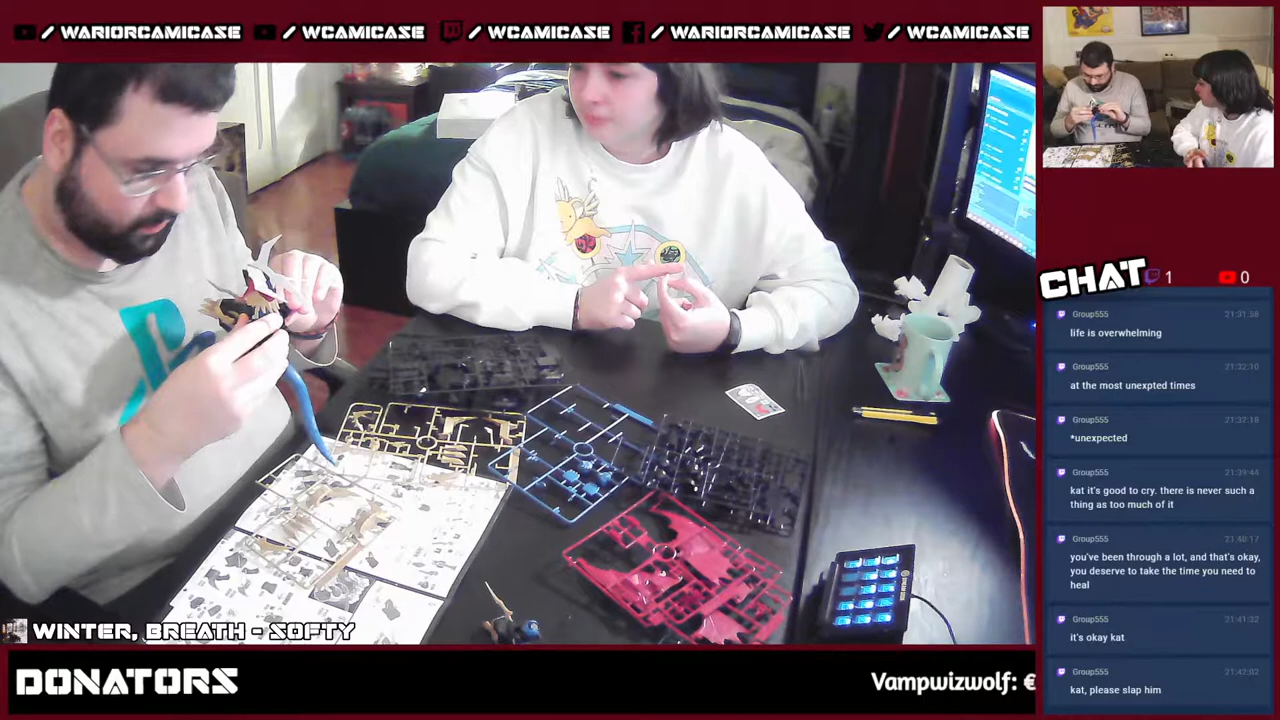 / WARIORCAMICASE / WCAMICASE / WCAMICASE / WARIORCAMICASE / WCAMICASE
CHAT 1 0
Group555 21:31:58
life is overwhelming
Group555 21:32:10
at the most unexpted times
Group555 21:32:18
*unexpected
Group555 21:39:44
kat it's good to cry. there is never such a
thing as too much of it
Group555 21:40:17
you've been through a lot, and that's okay,
you deserve to take the time you need to
heal
Group555 21:41:32
it's okay kat
Group555 21:42:02
kat, please slap him
WINTER, BREATH - SOFTY
DONATORS
Vampwizwolf: €